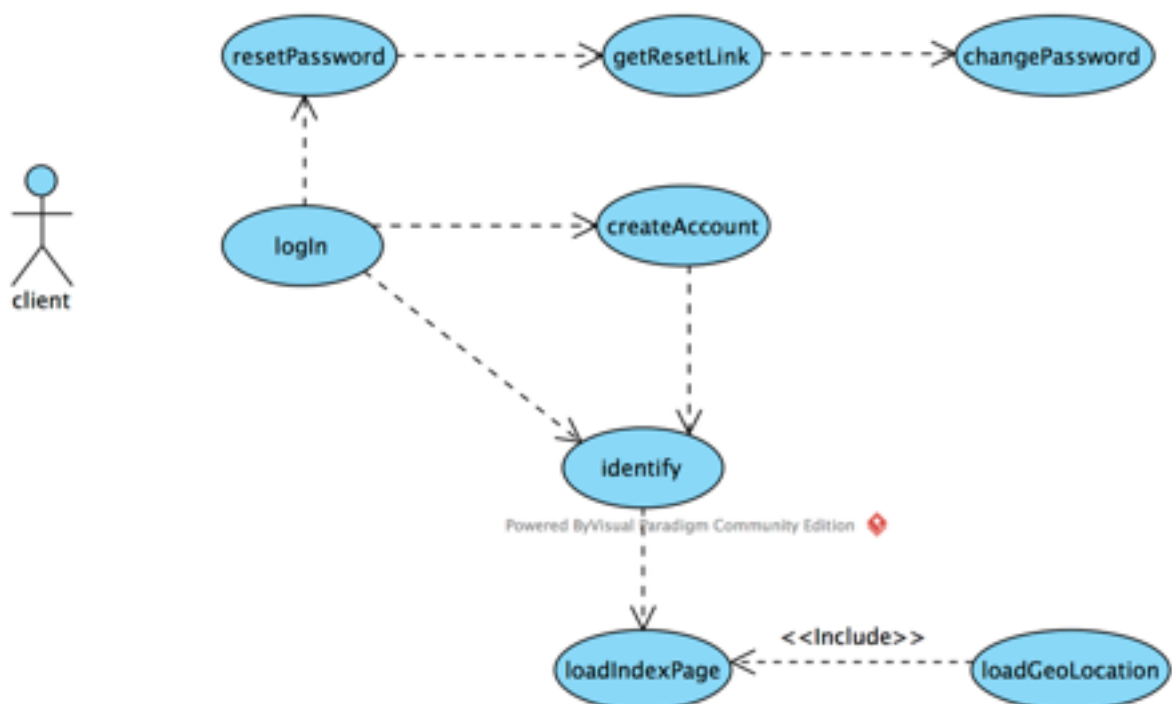 resetPassword
getResetLink
changePassword
logIn
createAccount
client
identify
Powered ByVisual Paradigm Community Edition
<<Include>>
loadIndexPage
loadGeoLocation